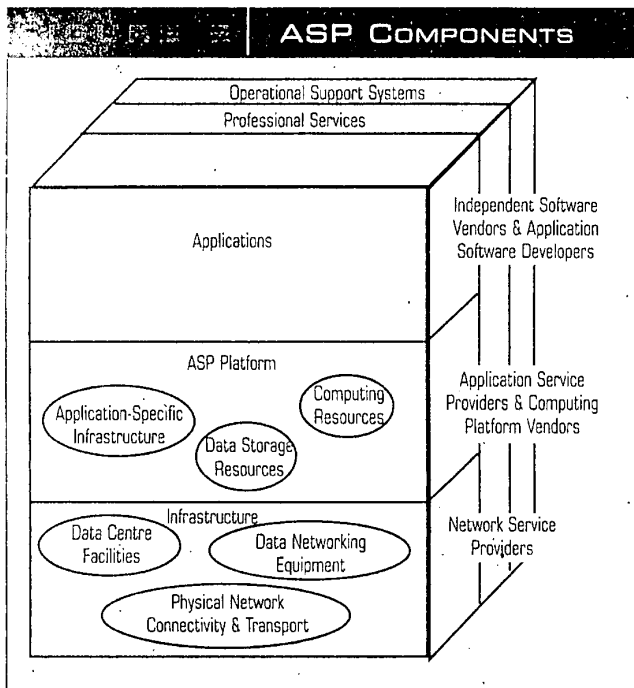 ASP COMPONENTS
Operational Support Systems
Professional Services
Applications
Independent Software
Vendors & Application
Software Developers
ASP Platform
Application-Specific
Infrastructure
Data Storage
Resources
Computing
Resources
Application Service
Providers & Computing
Platform Vendors
Infrastructure
Data Centre
Facilities
Data Networking
Equipment
Physical Network
Connectivity & Transport
Network Service
Providers